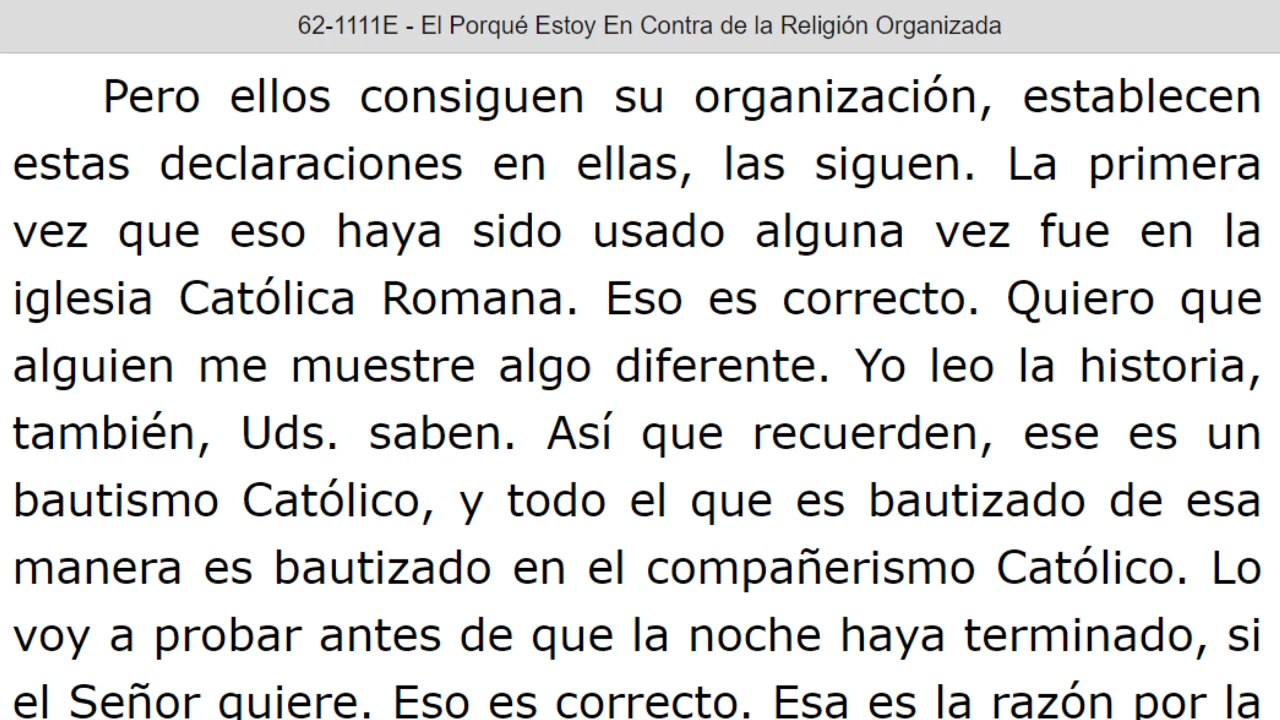 62-1111E - El Porqué Estoy En Contra de la Religión Organizada
Pero ellos consiguen su organización, establecen
estas declaraciones en ellas, las siguen. La primera
vez que eso haya sido usado alguna vez fue en la
iglesia Católica Romana. Eso es correcto. Quiero que
alguien me muestre algo diferente. Yo leo la historia,
también, Uds. saben. Así que recuerden, ese es un
bautismo Católico, y todo el que es bautizado de esa
manera es bautizado en el compañerismo Católico. Lo
voy a probar antes de que la noche haya terminado, si
el Señor quiere. Eso es correcto. Esa es la razón por la